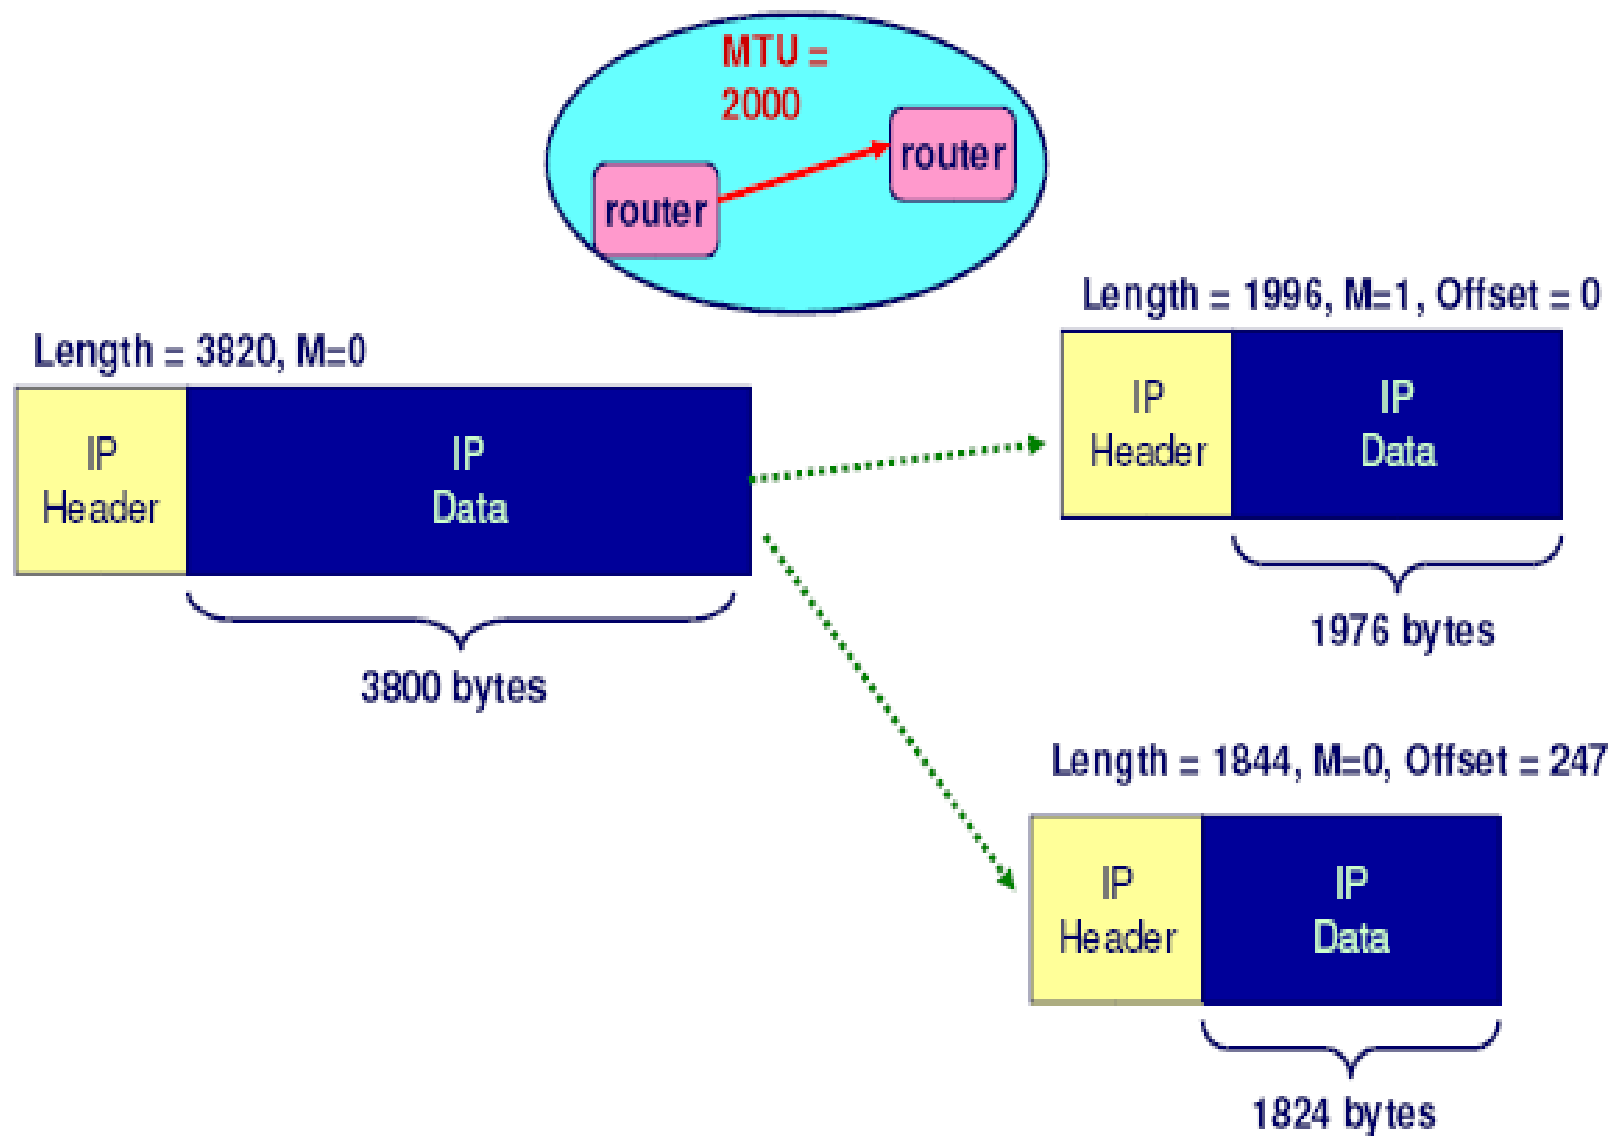 MTU =
2000
router
router
Length = 3820, M=0
IP
Header
IP
Data
3800 bytes
Length = 1996, M=1, Offset = 0
IP
Header
IP
Data
1976 bytes
Length = 1844, M=0, Offset = 247
IP
Header
IP
Data
1824 bytes